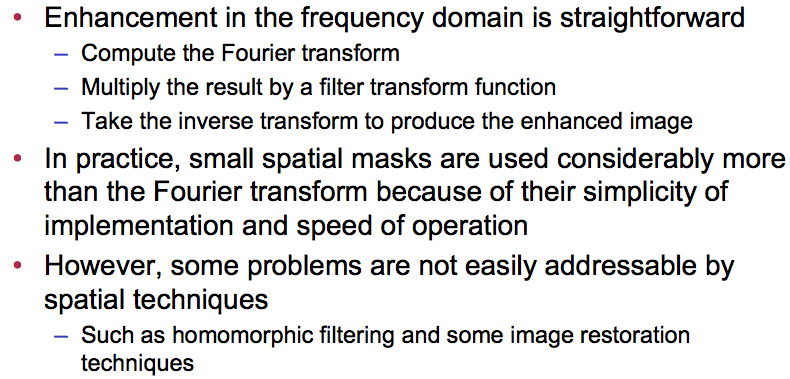 • Enhancement in the frequency domain is straightforward
– Compute the Fourier transform
– Multiply the result by a filter transform function
– Take the inverse transform to produce the enhanced image
• In practice, small spatial masks are used considerably more
than the Fourier transform because of their simplicity of
implementation and speed of operation
• However, some problems are not easily addressable by
spatial techniques
– Such as homomorphic filtering and some image restoration
techniques